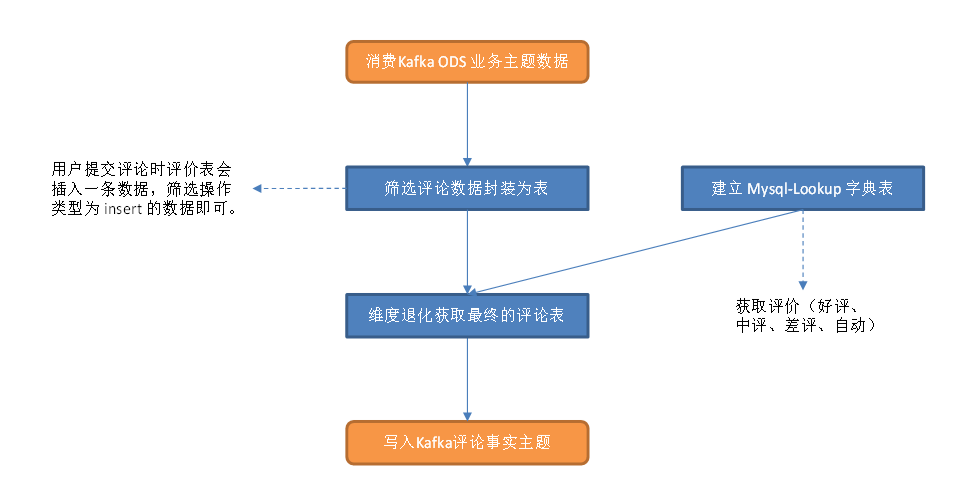 消费Kafka ODS 业务主题数据
用户提交评论时评价表会
插入一条数据，筛选操作
类型为 insert 的数据即可。
筛选评论数据封装为表
建立 Mysql-Lookup 字典表
维度退化获取最终的评论表
获取评价（好评、
中评、差评、自动）
写入Kafka评论事实主题